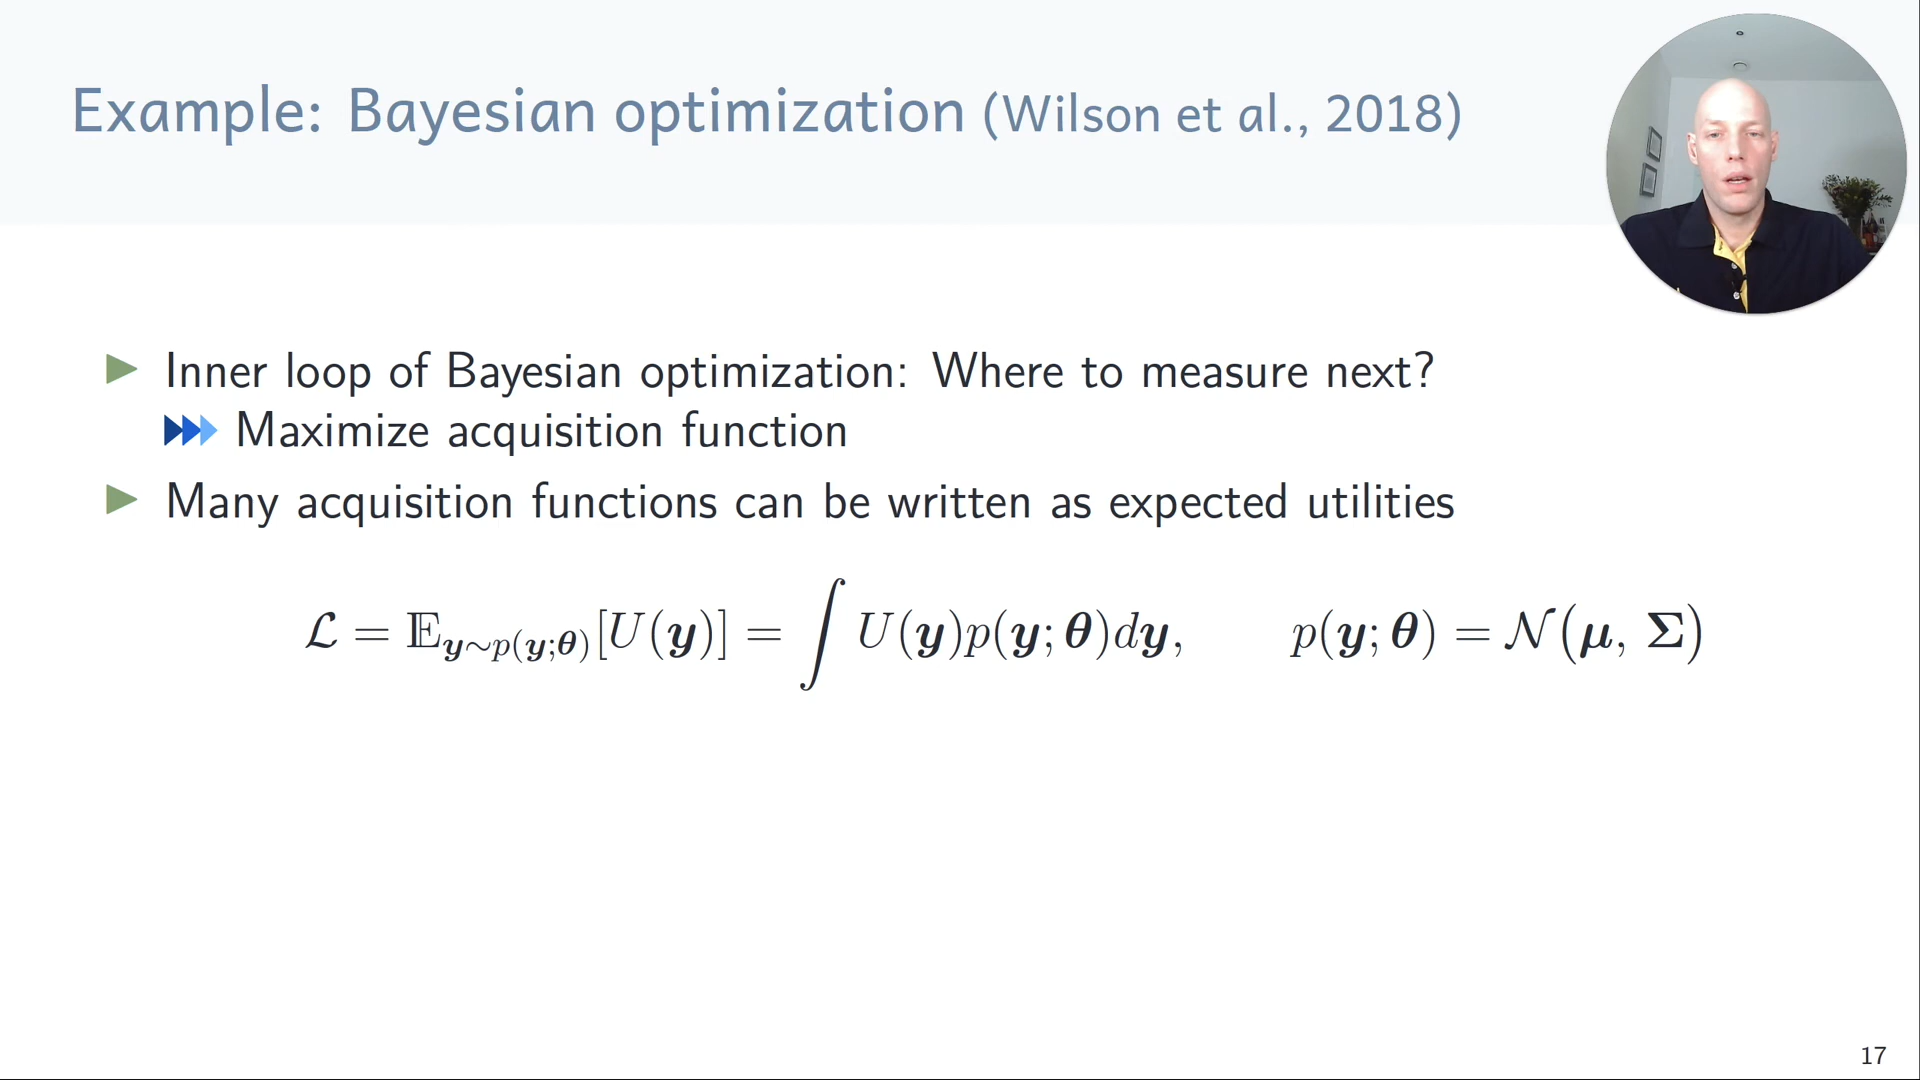 Example: Bayesian optimization (Wilson et al., 2018)
Inner loop of Bayesian optimization: Where to measure next?
Maximize acquisition function
Many acquisition functions can be written as expected utilities
ℒ = 𝔼_{𝒚∼p(𝒚;𝜽)}[U(𝒚)] = ∫ U(𝒚)p(𝒚; 𝜽)d𝒚, p(𝒚; 𝜽) = 𝒩(𝝁, 𝚺)
17